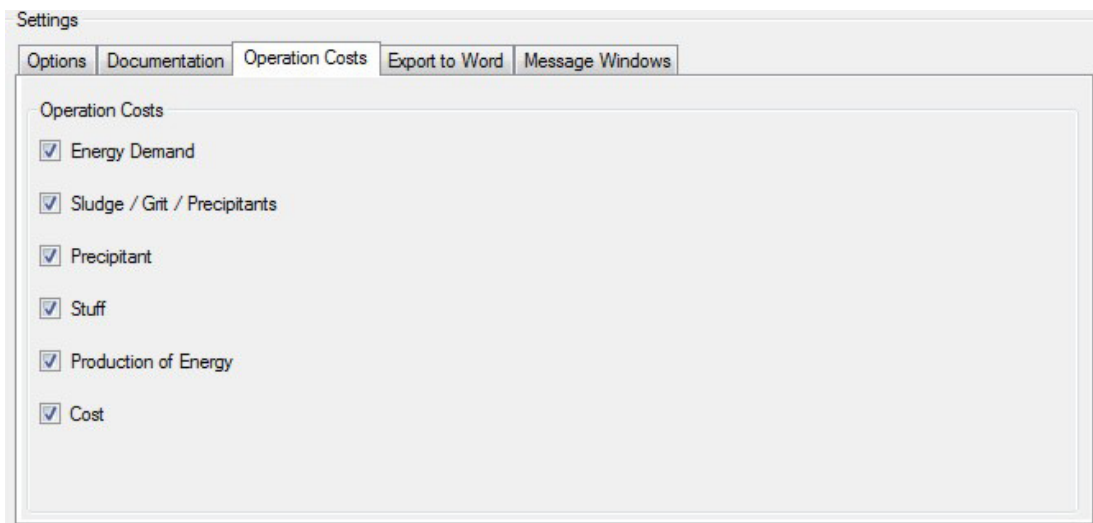 Settings
Options Documentation Operation Costs Export to Word Message Windows
Operation Costs
Energy Demand
Sludge / Grit / Precipitants
Precipitant
Stuff
Production of Energy
Cost